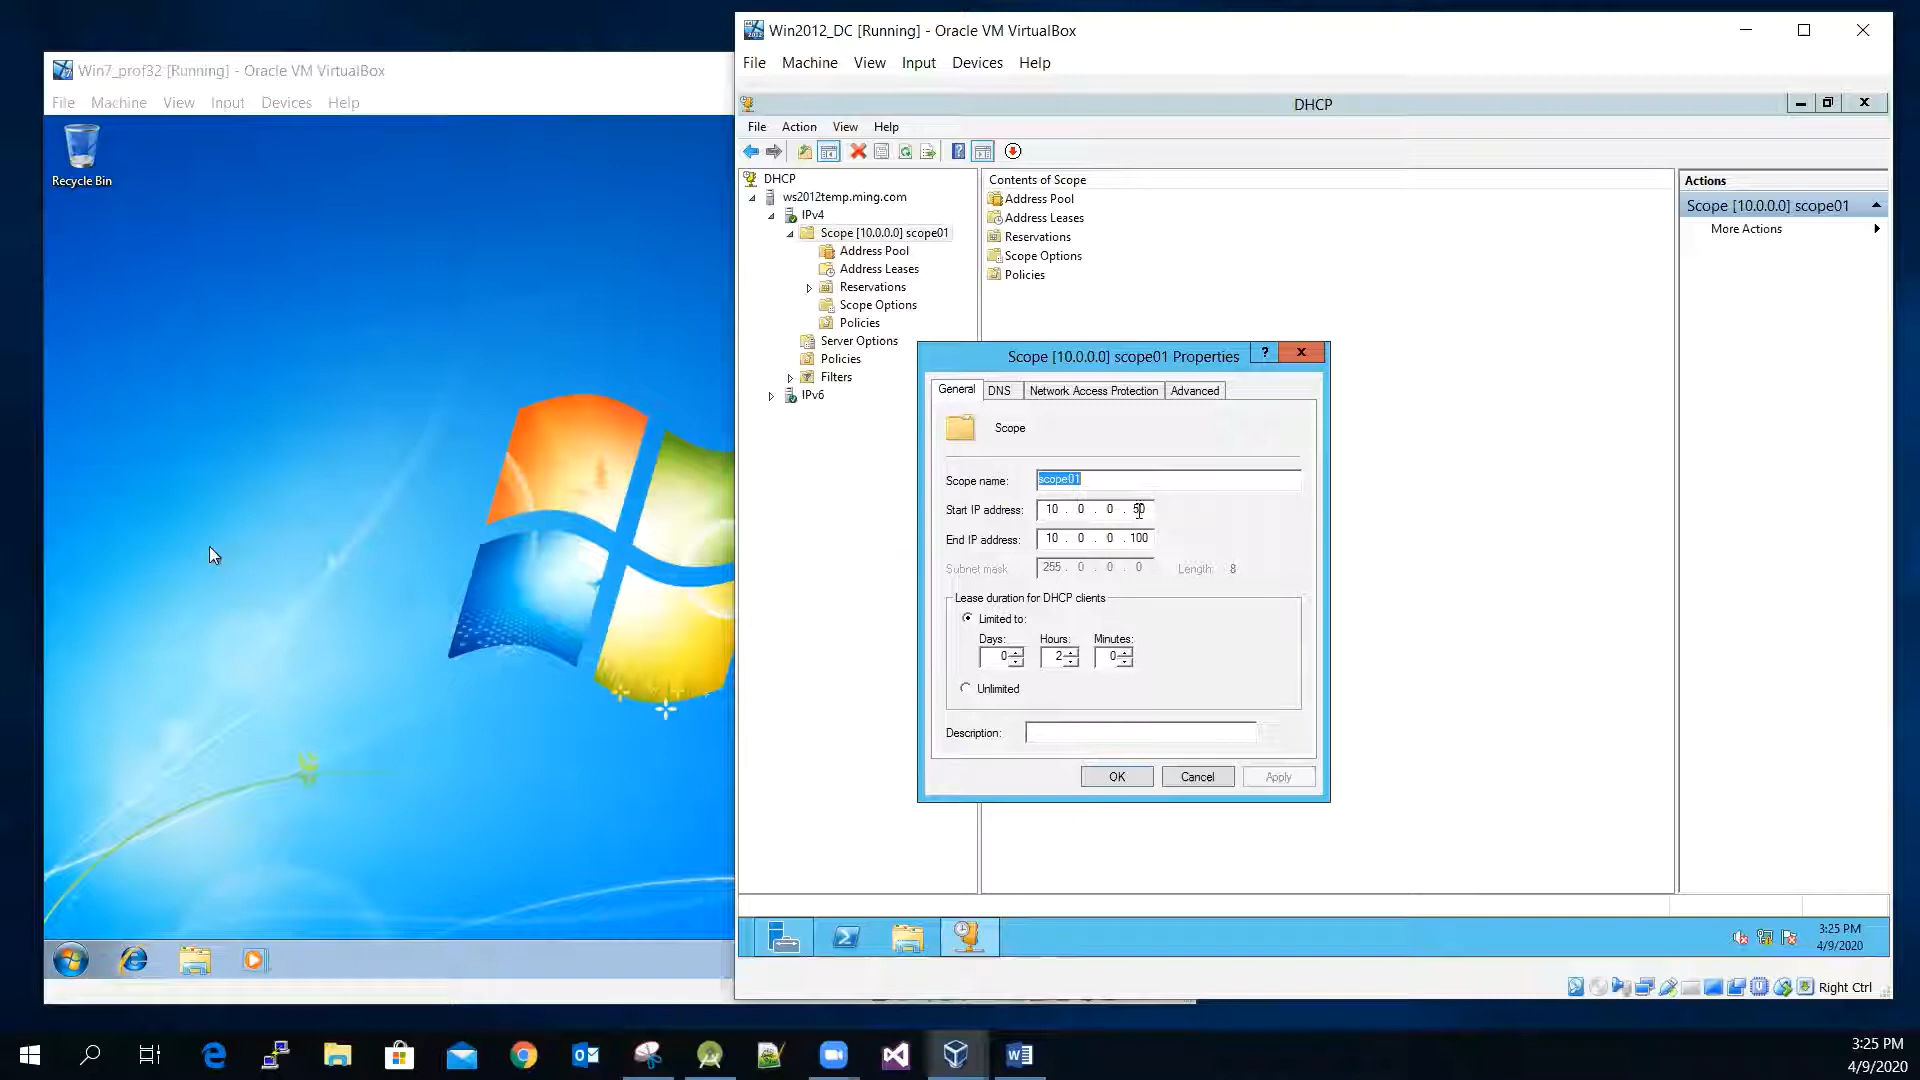 Win7_prof32 [Running] - Oracle VM VirtualBox
File Machine View Input Devices Help
Recycle Bin
Win2012_DC [Running] - Oracle VM VirtualBox
File Machine View Input Devices Help
DHCP
File Action View Help
DHCP
ws2012temp.ming.com
IPv4
Scope [10.0.0.0] scope01
Address Pool
Address Leases
Reservations
Scope Options
Policies
Server Options
Policies
Filters
IPv6
Contents of Scope
Address Pool
Address Leases
Reservations
Scope Options
Policies
Actions
Scope [10.0.0.0] scope01
More Actions
Scope [10.0.0.0] scope01 Properties
General DNS Network Access Protection Advanced
Scope
Scope name: scope01
Start IP address: 10 . 0 . 0 . 50
End IP address: 10 . 0 . 0 . 100
Subnet mask: 255 . 0 . 0 . 0 Length: 8
Lease duration for DHCP clients
Limited to:
Days: Hours: Minutes:
0 2 0
Unlimited
Description:
OK Cancel Apply
3:25 PM
4/9/2020
Right Ctrl
3:25 PM
4/9/2020